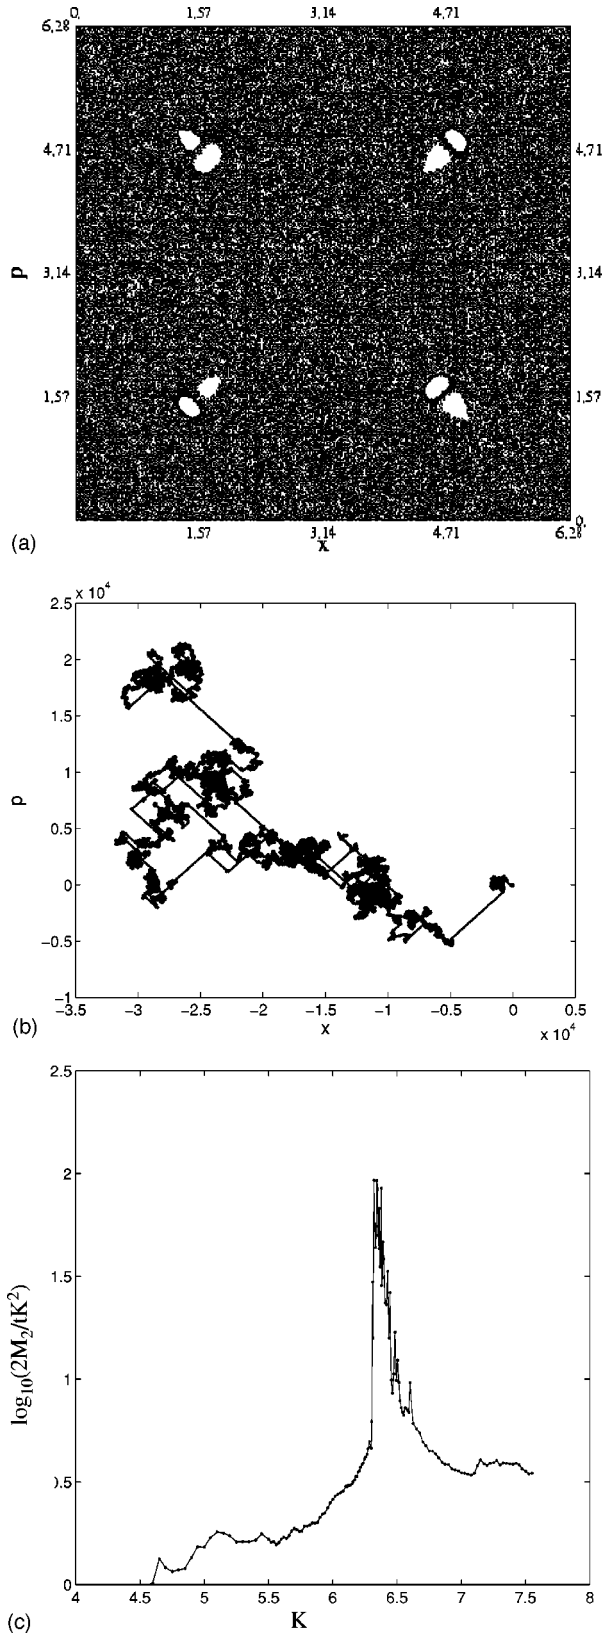 0, 1,57 3,14 4,71
6,28
4,71 4,71
p 3,14 3,14
1,57 1,57
0,
1,57 3,14 4,71 6,28
x
(a)
x 10⁴
2.5
2
1.5
1
p 0.5
0
−0.5
−1
−3.5 −3 −2.5 −2 −1.5 −1 −0.5 0 0.5
x
x 10⁴
(b)
2.5
2
1.5
log₁₀(2M₂/tK²)
1
0.5
0
4 4.5 5 5.5 6 6.5 7 7.5 8
K
(c)